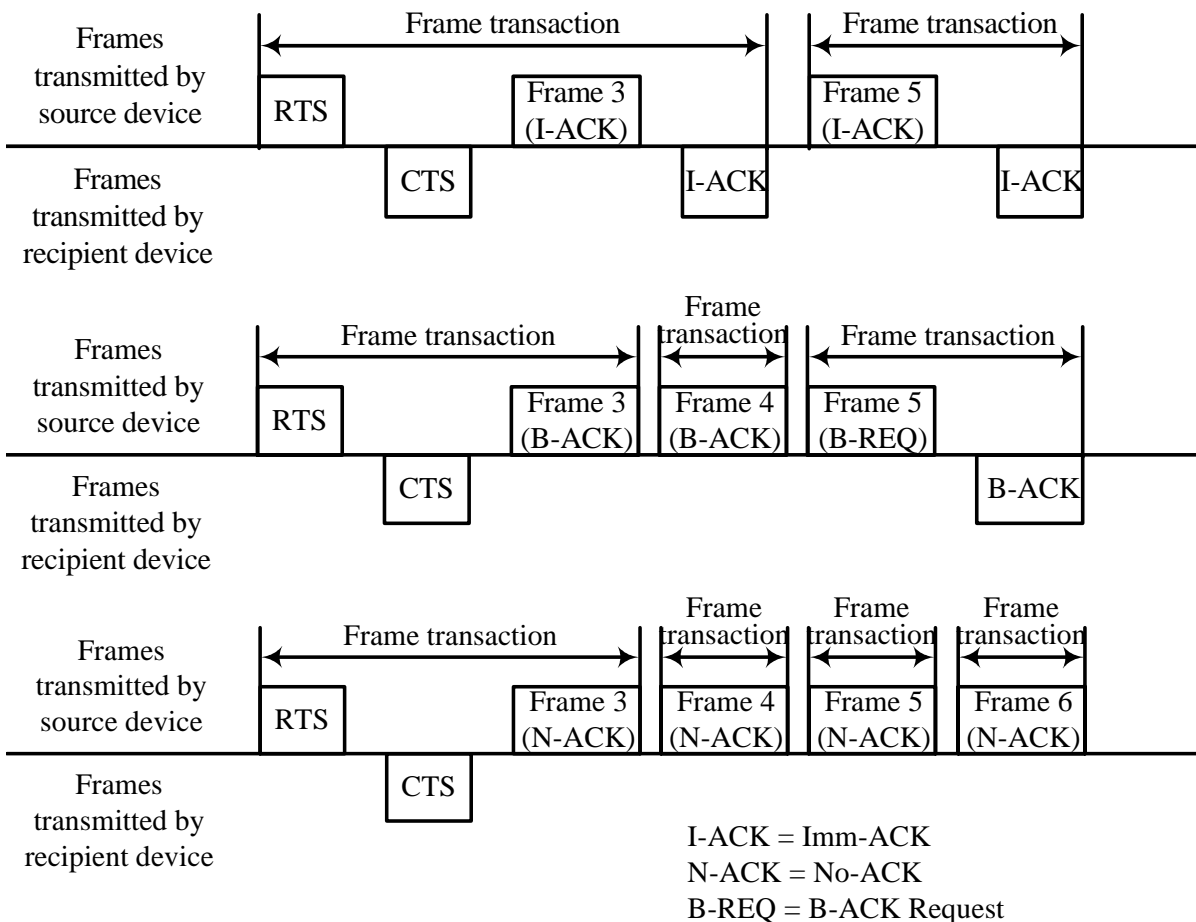 Frames
transmitted by
source device
Frame transaction
Frame transaction
RTS
Frame 3
(I-ACK)
Frame 5
(I-ACK)
Frames
transmitted by
recipient device
CTS
I-ACK
I-ACK
Frames
transmitted by
source device
Frame transaction
Frame
transaction
Frame transaction
RTS
Frame 3
(B-ACK)
Frame 4
(B-ACK)
Frame 5
(B-REQ)
Frames
transmitted by
recipient device
CTS
B-ACK
Frames
transmitted by
source device
Frame transaction
Frame
transaction
Frame
transaction
Frame
transaction
RTS
Frame 3
(N-ACK)
Frame 4
(N-ACK)
Frame 5
(N-ACK)
Frame 6
(N-ACK)
Frames
transmitted by
recipient device
CTS
I-ACK = Imm-ACK
N-ACK = No-ACK
B-REQ = B-ACK Request